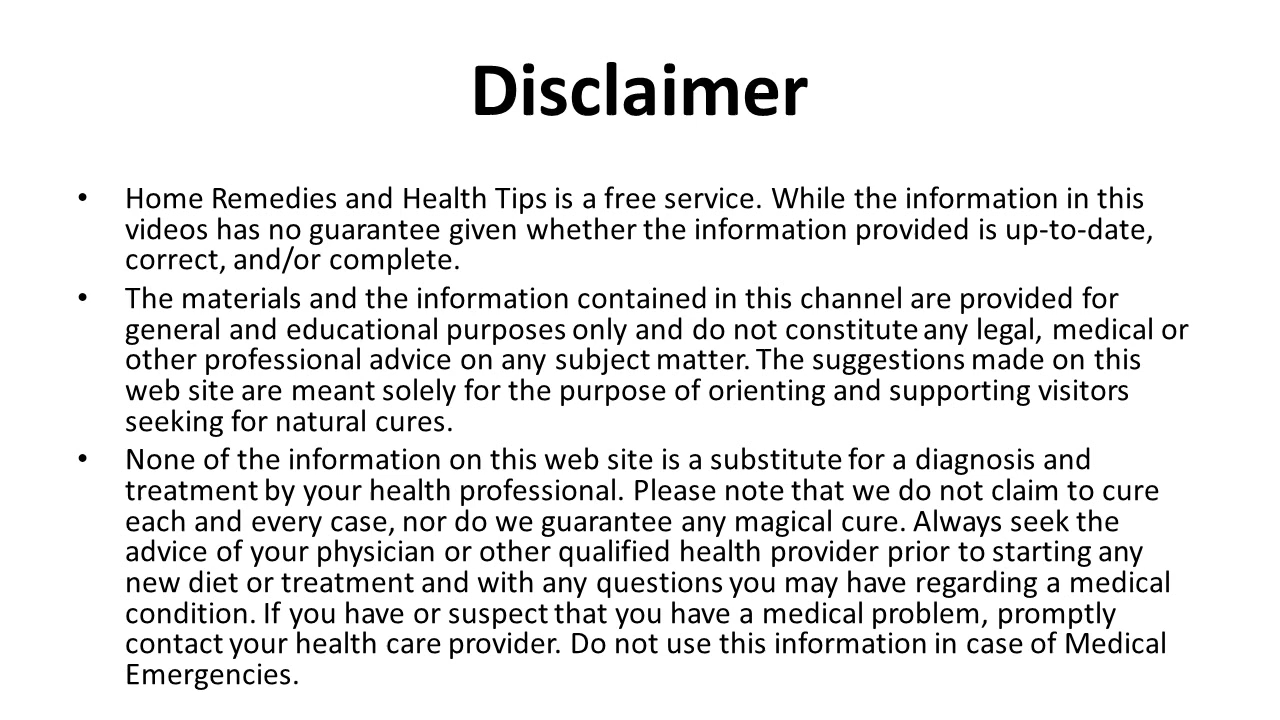 Disclaimer
• Home Remedies and Health Tips is a free service. While the information in this
videos has no guarantee given whether the information provided is up-to-date,
correct, and/or complete.
• The materials and the information contained in this channel are provided for
general and educational purposes only and do not constitute any legal, medical or
other professional advice on any subject matter. The suggestions made on this
web site are meant solely for the purpose of orienting and supporting visitors
seeking for natural cures.
• None of the information on this web site is a substitute for a diagnosis and
treatment by your health professional. Please note that we do not claim to cure
each and every case, nor do we guarantee any magical cure. Always seek the
advice of your physician or other qualified health provider prior to starting any
new diet or treatment and with any questions you may have regarding a medical
condition. If you have or suspect that you have a medical problem, promptly
contact your health care provider. Do not use this information in case of Medical
Emergencies.